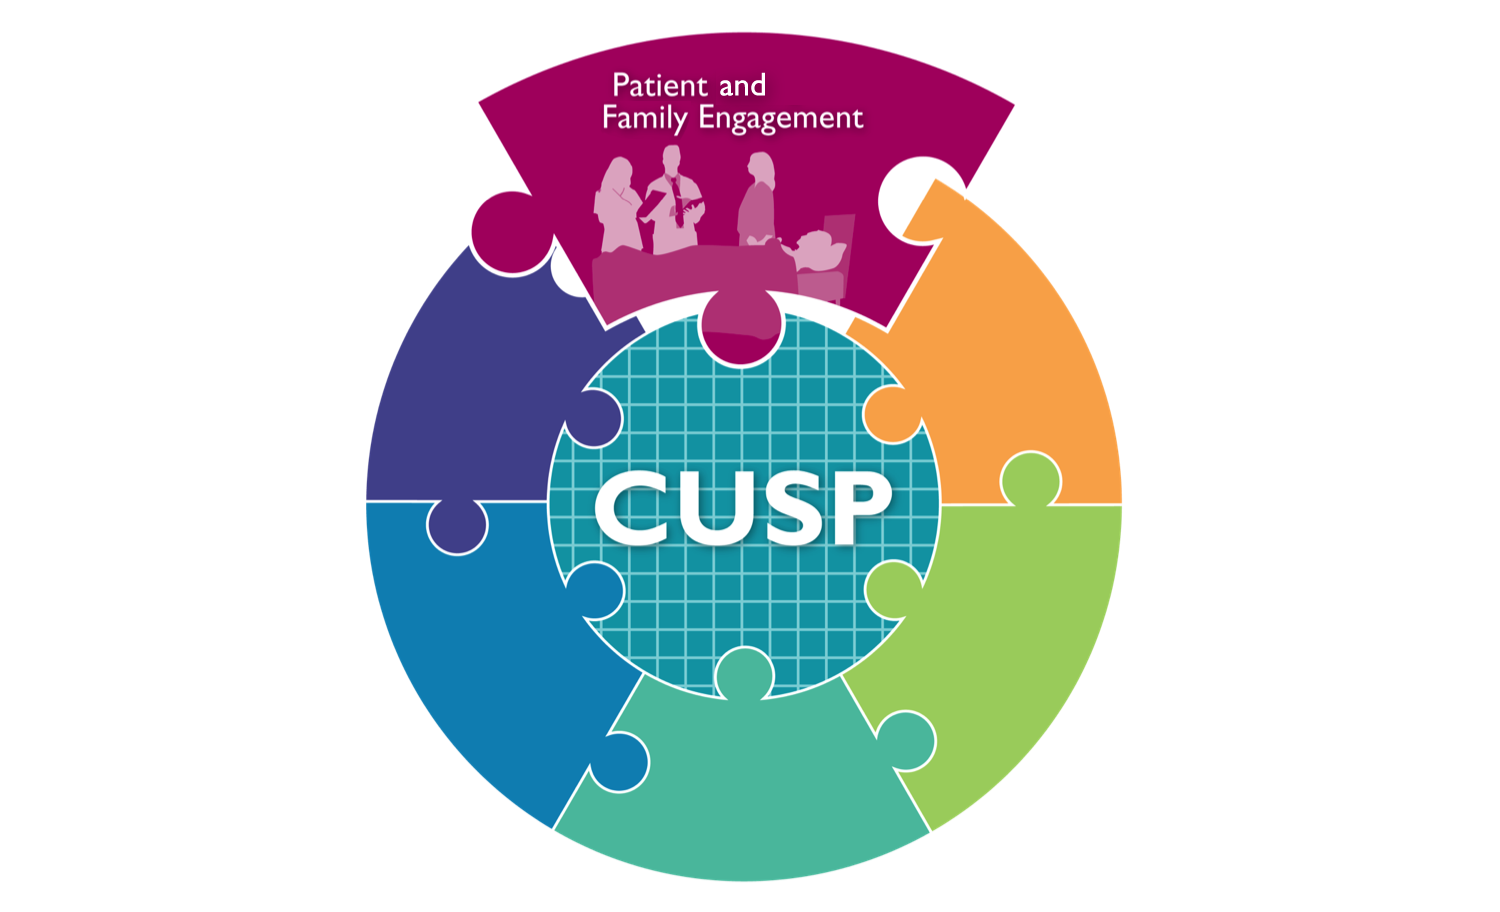 Patient and
Family Engagement
CUSP